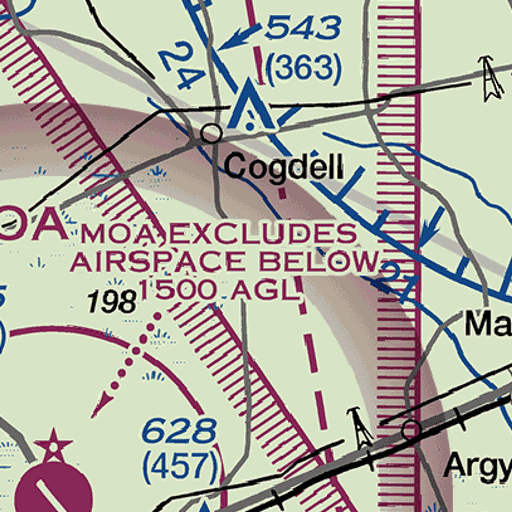 543
(363)
24
Cogdell
OA
MOA EXCLUDES
AIRSPACE BELOW
1500 AGL
198
21
Ma
628
(457)
Argy